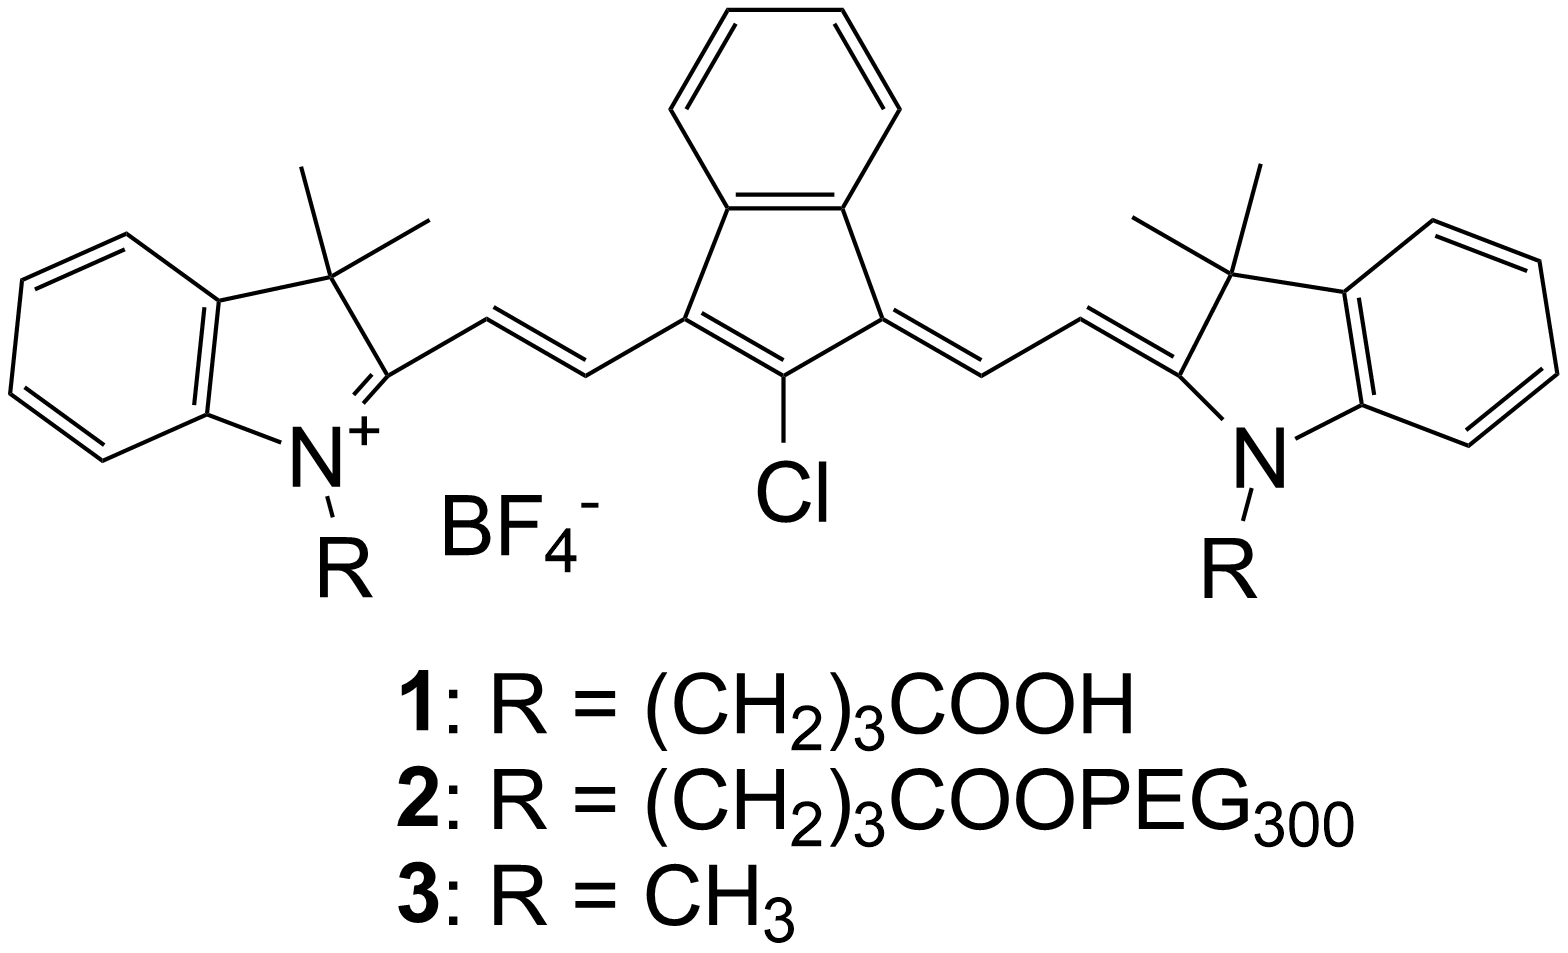 N+
N
Cl
BF4-
R
R
1: R = (CH2)3COOH
2: R = (CH2)3COOPEG300
3: R = CH3